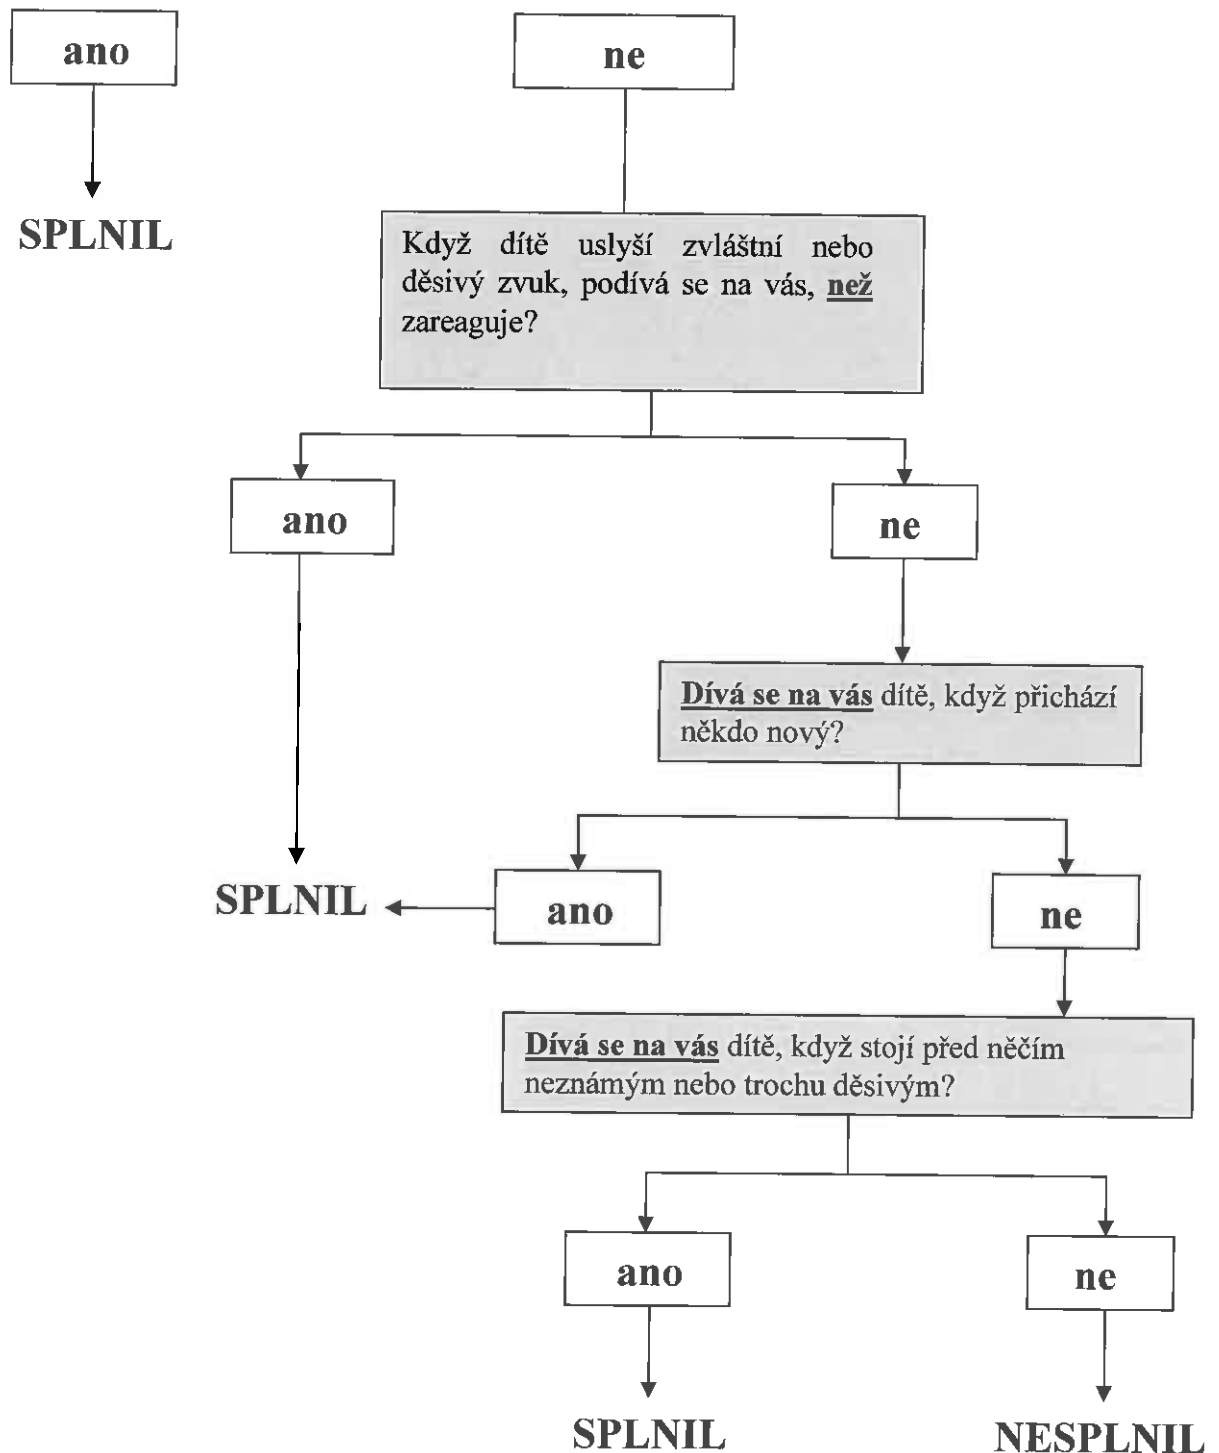 ano
ne
SPLNIL
Když dítě uslyší zvláštní nebo
děsivý zvuk, podívá se na vás, než
zareaguje?
ano
ne
Dívá se na vás dítě, když přichází
někdo nový?
SPLNIL
ano
ne
Dívá se na vás dítě, když stojí před něčím
neznámým nebo trochu děsivým?
ano
ne
SPLNIL
NESPLNIL